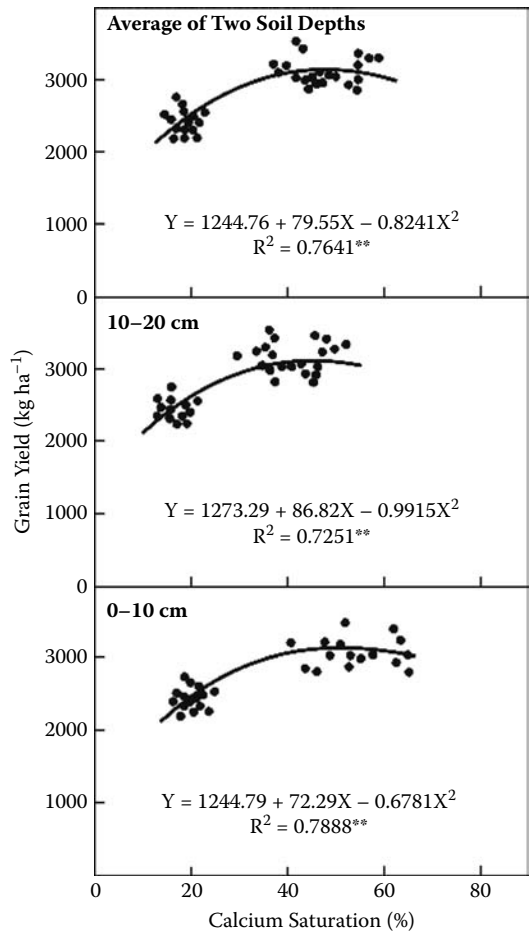 Average of Two Soil Depths
3000
2000
1000
0
Y = 1244.76 + 79.55X – 0.8241X²
R² = 0.7641**
10–20 cm
3000
2000
1000
0
Y = 1273.29 + 86.82X – 0.9915X²
R² = 0.7251**
0–10 cm
3000
2000
1000
Y = 1244.79 + 72.29X – 0.6781X²
R² = 0.7888**
0 20 40 60 80
Calcium Saturation (%)
Grain Yield (kg ha⁻¹)